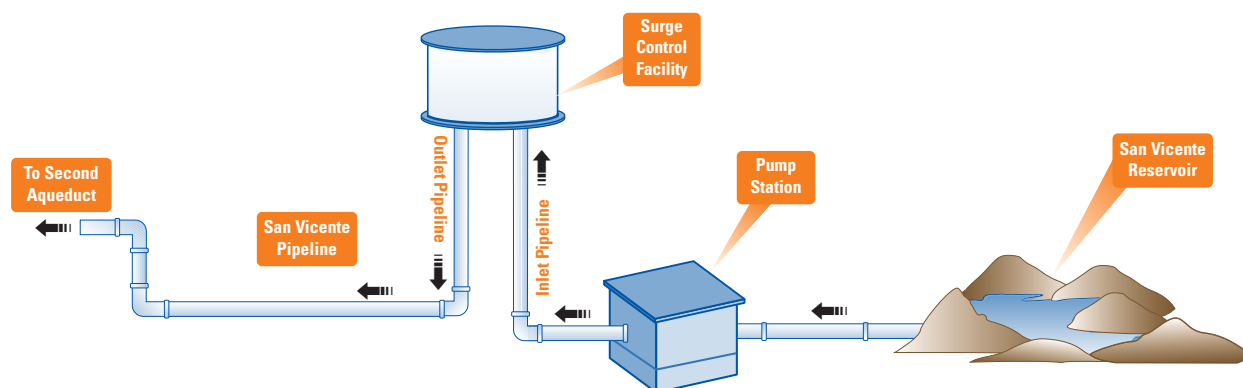 Surge
Control
Facility
To Second
Aqueduct
San Vicente
Pipeline
Outlet Pipeline
Inlet Pipeline
Pump
Station
San Vicente
Reservoir